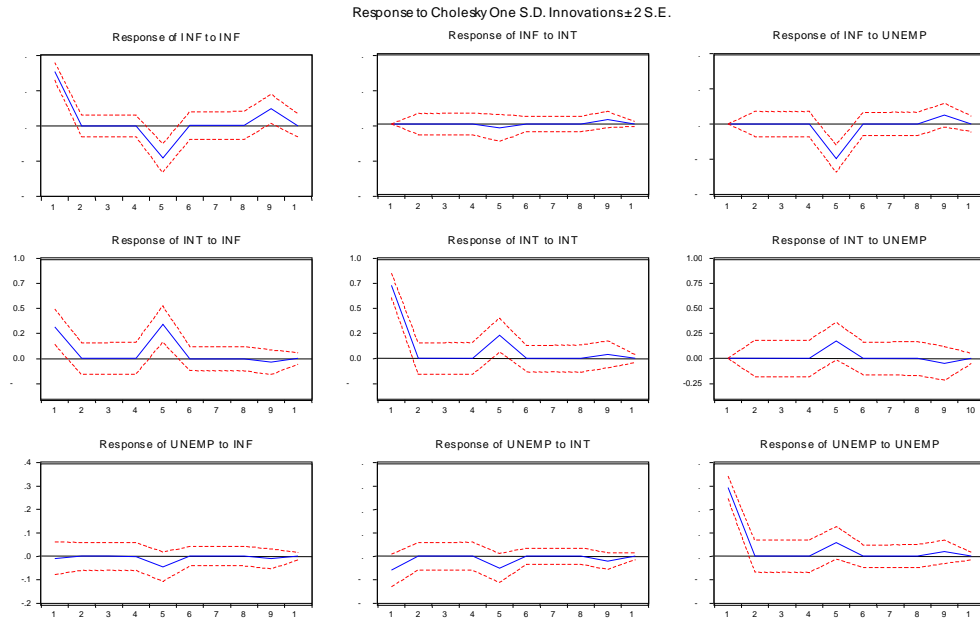 Response to Cholesky One S.D. Innovations ± 2 S.E.
Response of INF to INF
Response of INF to INT
Response of INF to UNEMP
.
.
.
.
.
.
-
-
-
-
-
-
1 2 3 4 5 6 7 8 9 1
1 2 3 4 5 6 7 8 9 1
1 2 3 4 5 6 7 8 9 1
Response of INT to INF
Response of INT to INT
Response of INT to UNEMP
1.0
0.7
0.5
0.2
0.0
-
1.0
0.7
0.5
0.2
0.0
1.00
0.75
0.50
0.25
0.00
-0.25
1 2 3 4 5 6 7 8 9 1
1 2 3 4 5 6 7 8 9 1
1 2 3 4 5 6 7 8 9 10
Response of UNEMP to INF
Response of UNEMP to INT
Response of UNEMP to UNEMP
.4
.3
.2
.1
.0
-.1
-.2
.
.
.
.
.
-
-
.
.
.
.
.
-
-
1 2 3 4 5 6 7 8 9 1
1 2 3 4 5 6 7 8 9 1
1 2 3 4 5 6 7 8 9 1